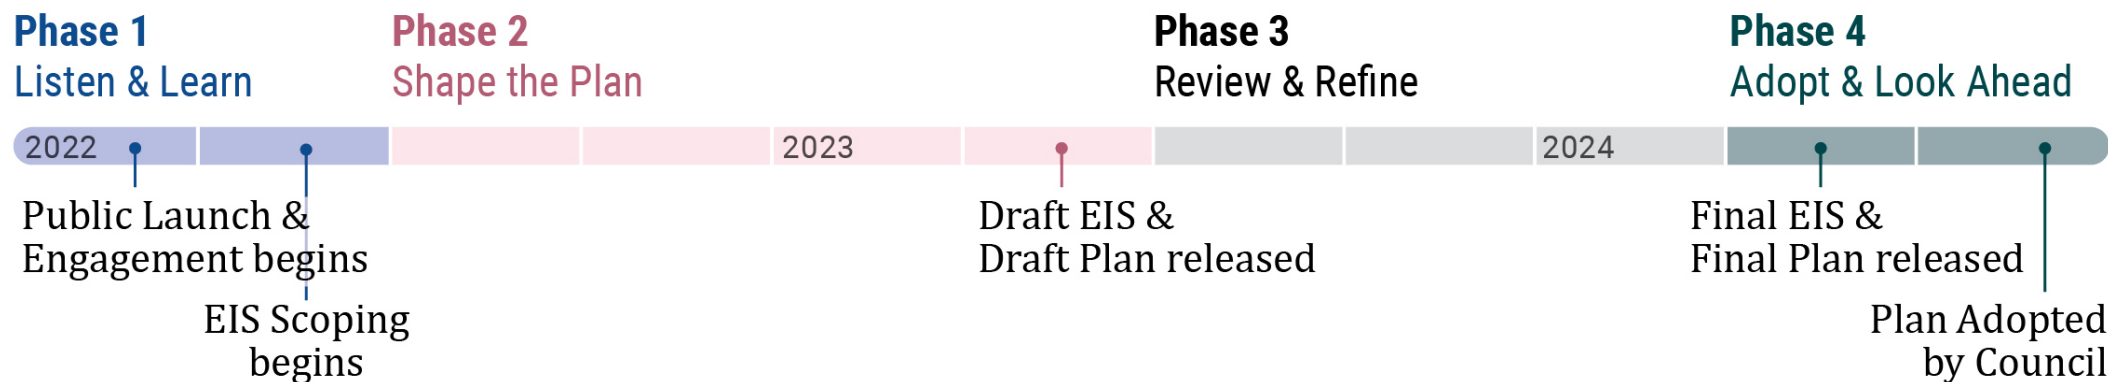 Phase 1
Listen & Learn
Phase 2
Shape the Plan
Phase 3
Review & Refine
Phase 4
Adopt & Look Ahead
2022
2023
2024
Public Launch &
Engagement begins
EIS Scoping
begins
Draft EIS &
Draft Plan released
Final EIS &
Final Plan released
Plan Adopted
by Council